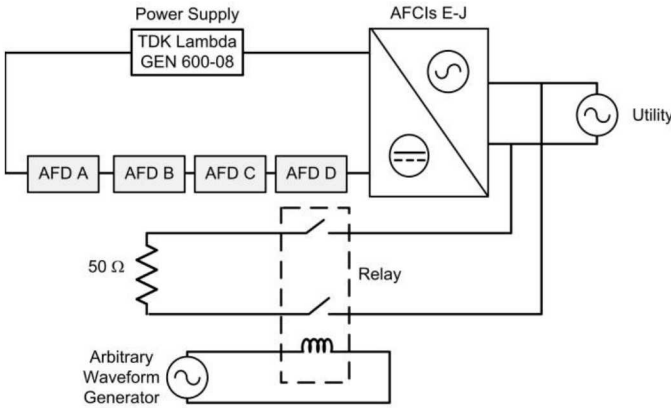 Power Supply
AFCIs E-J
TDK Lambda
GEN 600-08
Utility
AFD A
AFD B
AFD C
AFD D
50 Ω
Relay
Arbitrary
Waveform
Generator